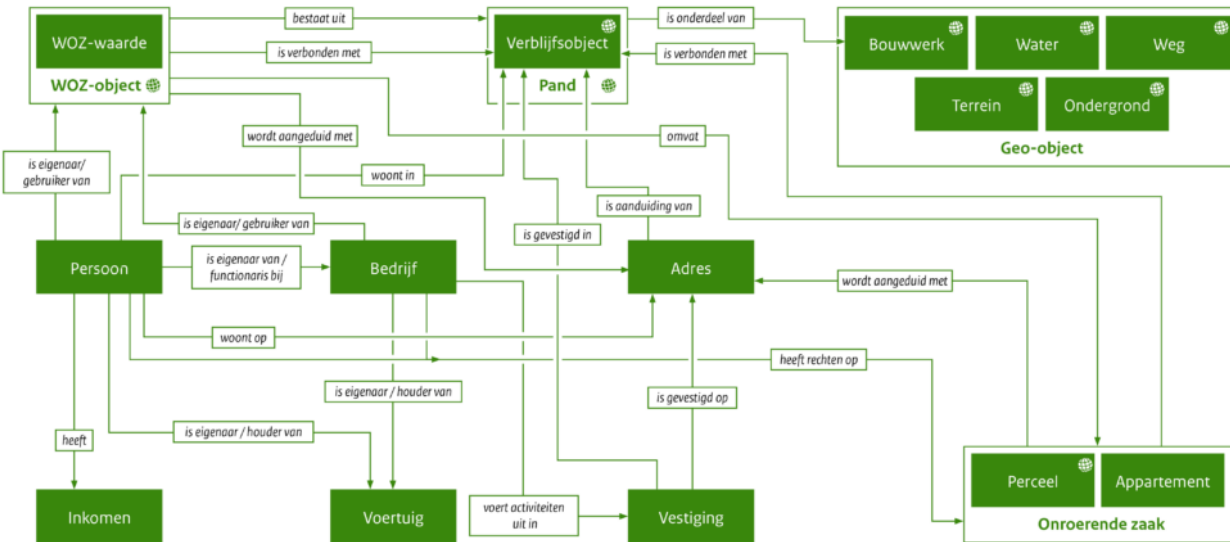 bestaat uit
is onderdeel van
WOZ-waarde
Verblijfsobject
Bouwwerk
Water
Weg
is verbonden met
is verbonden met
WOZ-object
Pand
Terrein
Ondergrond
wordt aangeduid met
omvat
Geo-object
is eigenaar/
gebruiker van
woont in
is aanduiding van
is eigenaar/ gebruiker van
is gevestigd in
Persoon
is eigenaar van /
functionaris bij
Bedrijf
Adres
wordt aangeduid met
woont op
heeft rechten op
is eigenaar / houder van
is gevestigd op
is eigenaar / houder van
heeft
Perceel
Appartement
Inkomen
Voertuig
voert activiteiten
uit in
Vestiging
Onroerende zaak